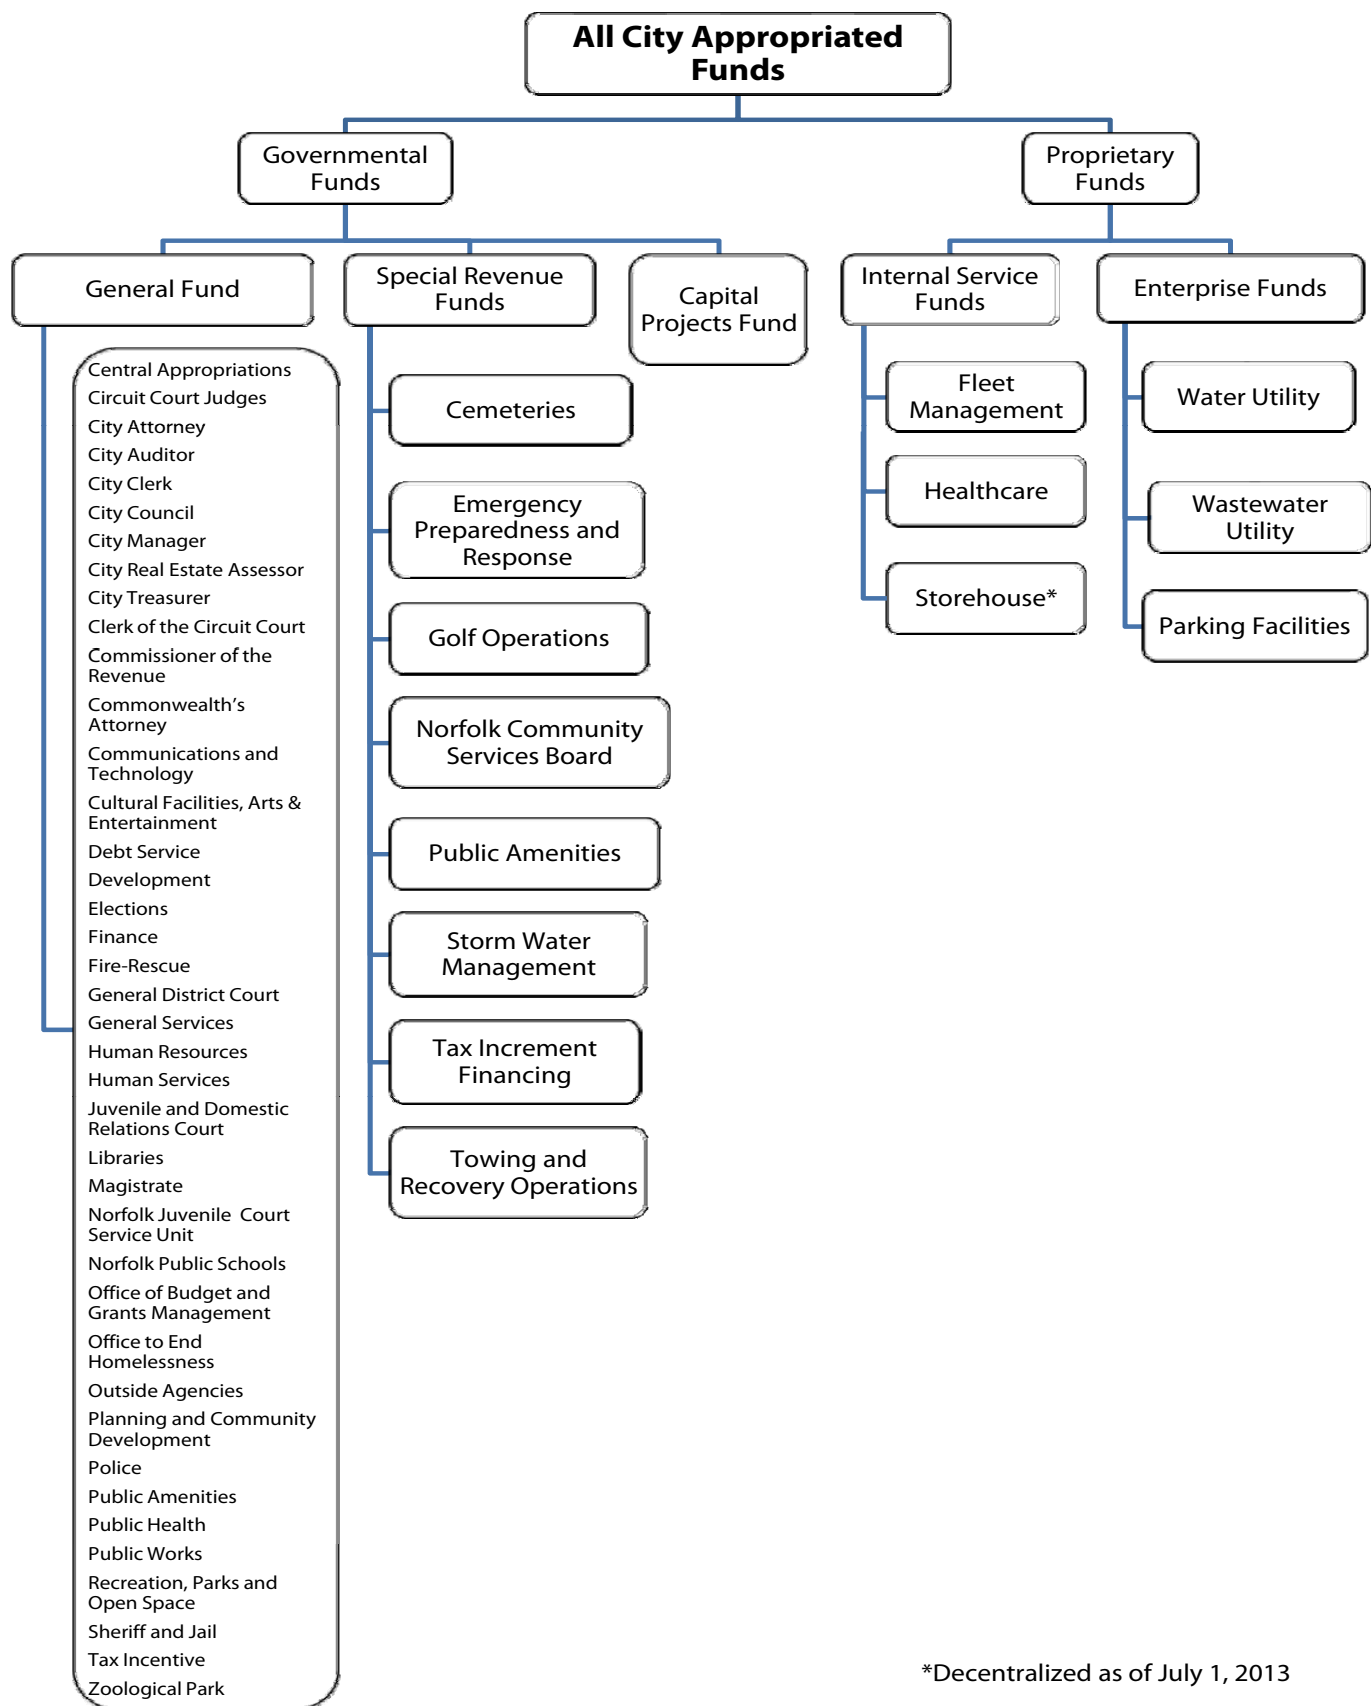 All City Appropriated
Funds
Governmental
Funds
Proprietary
Funds
General Fund
Special Revenue
Funds
Capital
Projects Fund
Internal Service
Funds
Enterprise Funds
Central Appropriations
Circuit Court Judges
City Attorney
City Auditor
City Clerk
City Council
City Manager
City Real Estate Assessor
City Treasurer
Clerk of the Circuit Court
Commissioner of the
Revenue
Commonwealth's
Attorney
Communications and
Technology
Cultural Facilities, Arts &
Entertainment
Debt Service
Development
Elections
Finance
Fire-Rescue
General District Court
General Services
Human Resources
Human Services
Juvenile and Domestic
Relations Court
Libraries
Magistrate
Norfolk Juvenile Court
Service Unit
Norfolk Public Schools
Office of Budget and
Grants Management
Office to End
Homelessness
Outside Agencies
Planning and Community
Development
Police
Public Amenities
Public Health
Public Works
Recreation, Parks and
Open Space
Sheriff and Jail
Tax Incentive
Zoological Park
Cemeteries
Emergency
Preparedness and
Response
Golf Operations
Norfolk Community
Services Board
Public Amenities
Storm Water
Management
Tax Increment
Financing
Towing and
Recovery Operations
Fleet
Management
Healthcare
Storehouse*
Water Utility
Wastewater
Utility
Parking Facilities
*Decentralized as of July 1, 2013